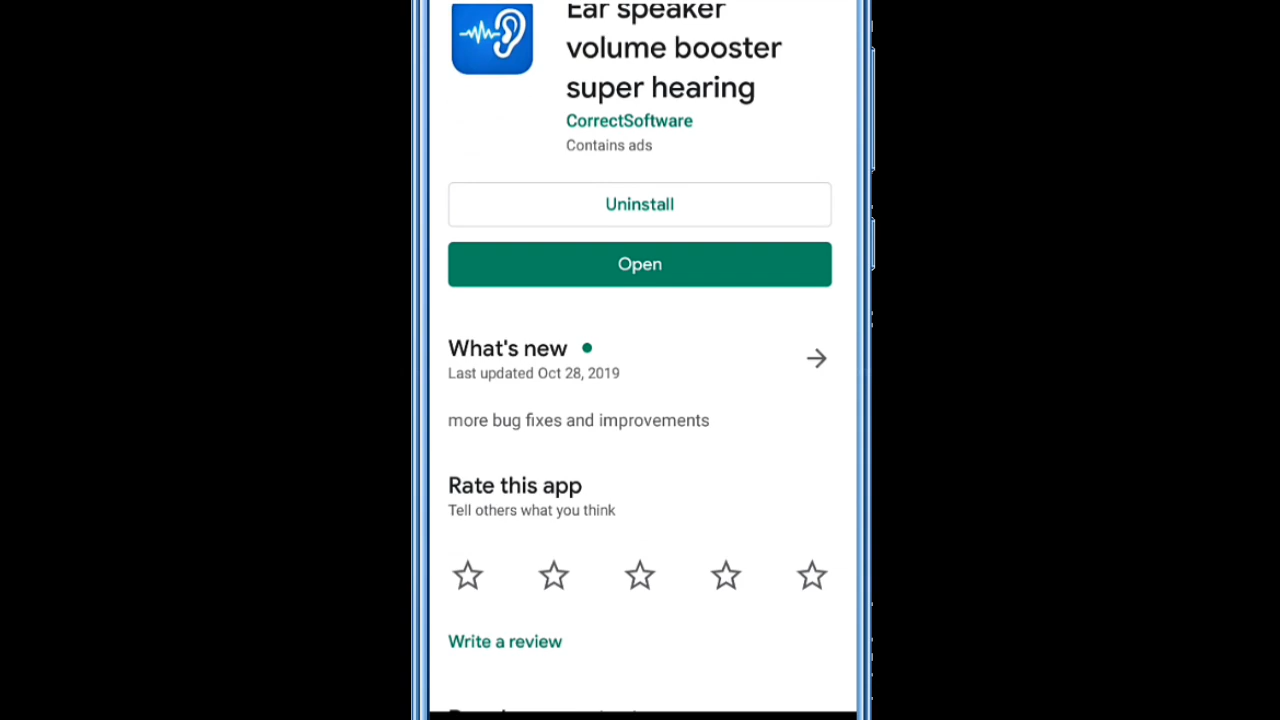 Ear speaker
volume booster
super hearing
CorrectSoftware
Contains ads
Uninstall
Open
What's new
Last updated Oct 28, 2019
more bug fixes and improvements
Rate this app
Tell others what you think
Write a review